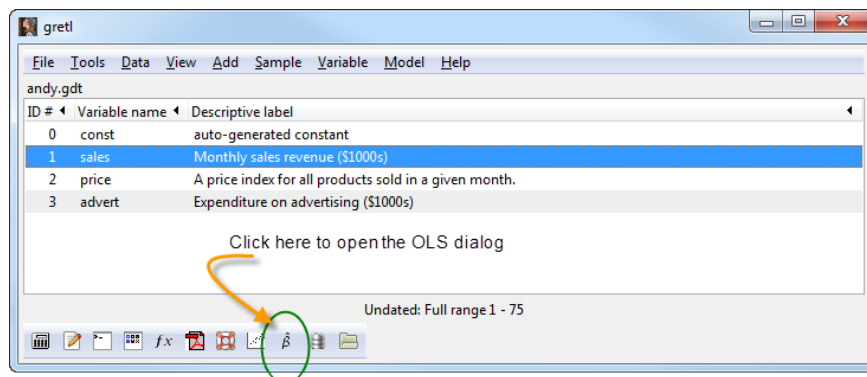 gretl
File Tools Data View Add Sample Variable Model Help
andy.gdt
ID # Variable name Descriptive label
0 const auto-generated constant
1 sales Monthly sales revenue ($1000s)
2 price A price index for all products sold in a given month.
3 advert Expenditure on advertising ($1000s)
Click here to open the OLS dialog
Undated: Full range 1 - 75
fx β̂